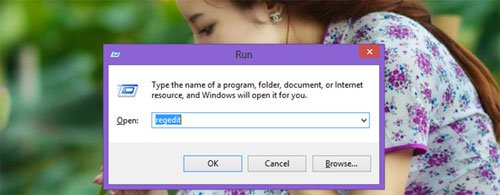 Run
Type the name of a program, folder, document, or Internet
resource, and Windows will open it for you.
Open: regedit
OK Cancel Browse...